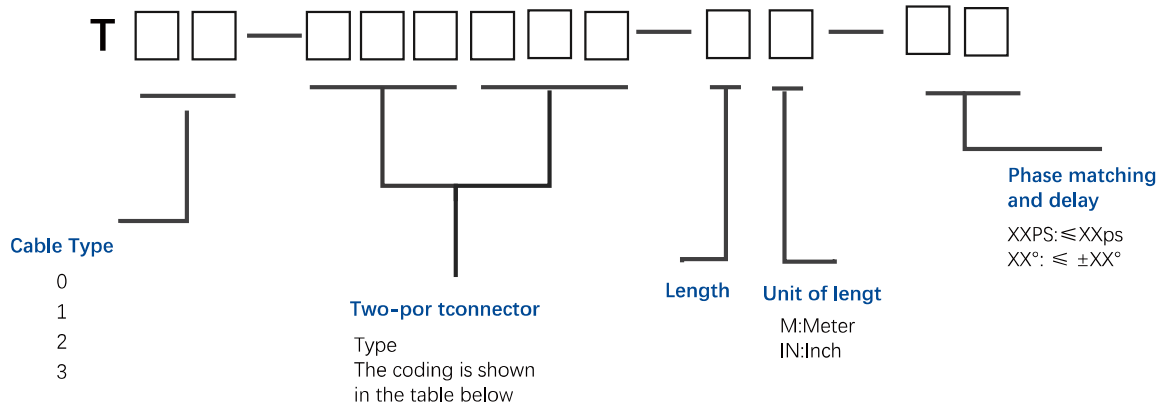 T
Cable Type
0
1
2
3
Two-por tconnector
Type
The coding is shown
in the table below
Length
Unit of lengt
M:Meter
IN:Inch
Phase matching
and delay
XXPS:⩽XXps
XX°: ⩽ ±XX°